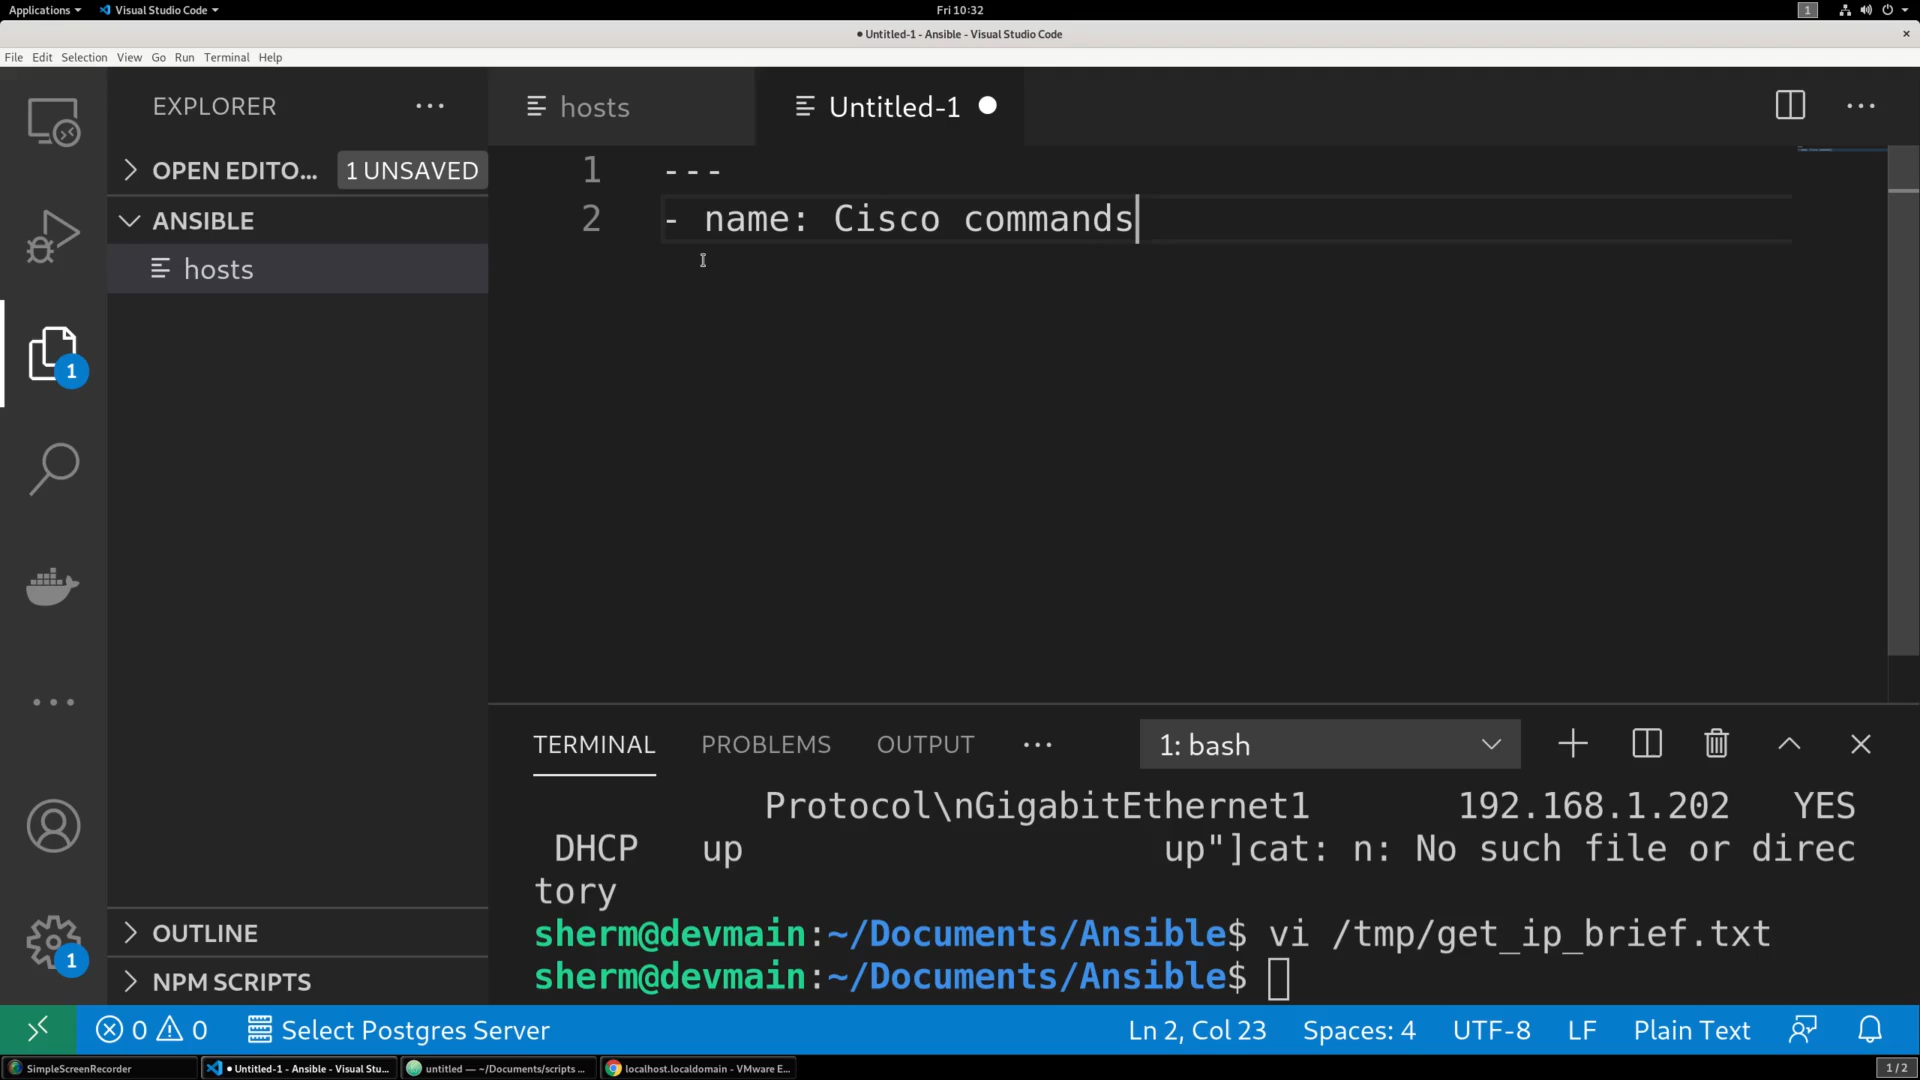 Applications Visual Studio Code Fri 10:32 1
● Untitled-1 - Ansible - Visual Studio Code ×
File Edit Selection View Go Run Terminal Help
EXPLORER ···
OPEN EDITO... 1 UNSAVED
ANSIBLE
hosts
OUTLINE
NPM SCRIPTS
1
1
hosts Untitled-1 ···
1 ---
2 - name: Cisco commands
TERMINAL PROBLEMS OUTPUT ··· 1: bash
Protocol\nGigabitEthernet1 192.168.1.202 YES
DHCP up up"]cat: n: No such file or direc
tory
sherm@devmain:~/Documents/Ansible$ vi /tmp/get_ip_brief.txt
sherm@devmain:~/Documents/Ansible$
0 0 Select Postgres Server Ln 2, Col 23 Spaces: 4 UTF-8 LF Plain Text
SimpleScreenRecorder ● Untitled-1 - Ansible - Visual Stu... untitled — ~/Documents/scripts ... localhost.localdomain - VMware E... 1 / 2